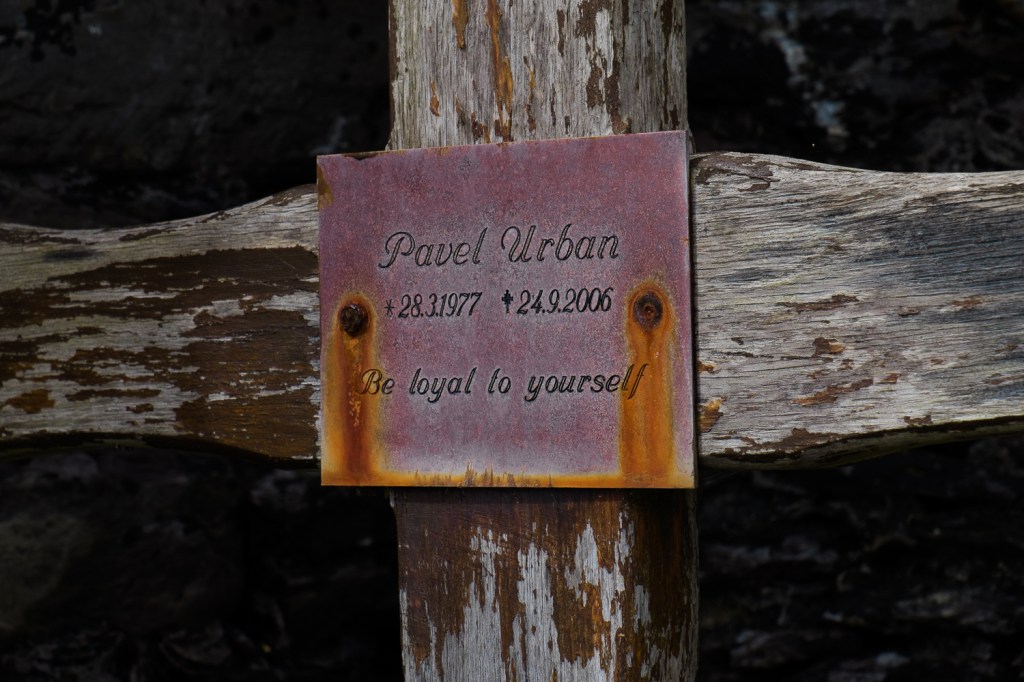 Pavel Urban
*28.3.1977 ✝24.9.2006
Be loyal to yourself